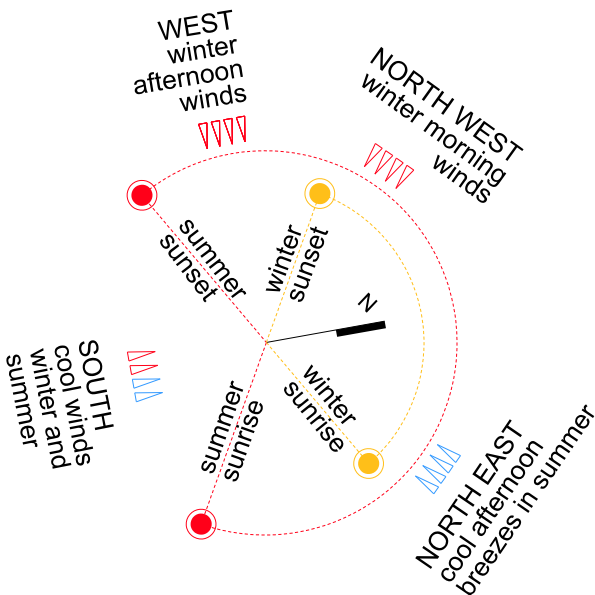 WEST
winter
afternoon
winds
NORTH WEST
winter morning
winds
summer
sunset
winter
sunset
N
SOUTH
cool winds
winter and
summer
summer
sunrise
winter
sunrise
NORTH EAST
cool afternoon
breezes in summer